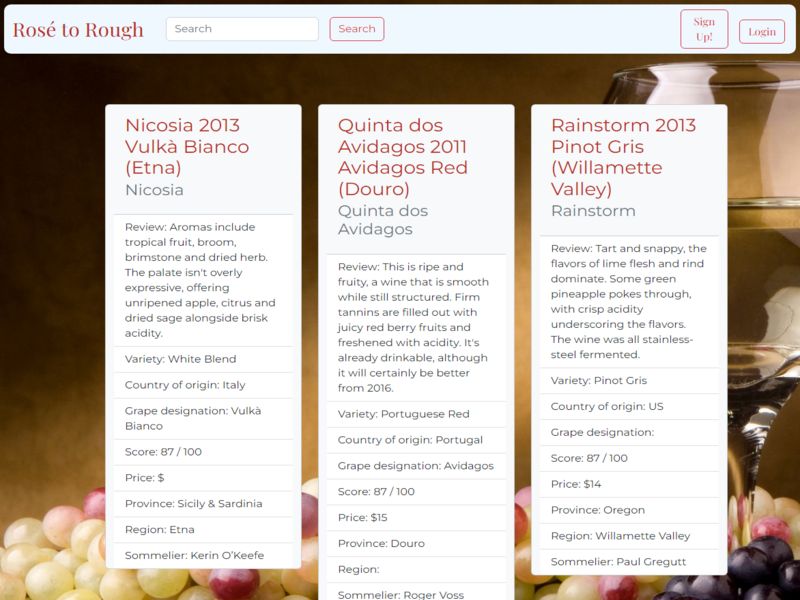 Rosé to Rough
Search
Search
Sign
Up!
Login
Nicosia 2013
Vulkà Bianco
(Etna)
Nicosia
Review: Aromas include
tropical fruit, broom,
brimstone and dried herb.
The palate isn't overly
expressive, offering
unripened apple, citrus and
dried sage alongside brisk
acidity.
Variety: White Blend
Country of origin: Italy
Grape designation: Vulkà
Bianco
Score: 87 / 100
Price: $
Province: Sicily & Sardinia
Region: Etna
Sommelier: Kerin O’Keefe
Quinta dos
Avidagos 2011
Avidagos Red
(Douro)
Quinta dos
Avidagos
Review: This is ripe and
fruity, a wine that is smooth
while still structured. Firm
tannins are filled out with
juicy red berry fruits and
freshened with acidity. It's
already drinkable, although
it will certainly be better
from 2016.
Variety: Portuguese Red
Country of origin: Portugal
Grape designation: Avidagos
Score: 87 / 100
Price: $15
Province: Douro
Region:
Sommelier: Roger Voss
Rainstorm 2013
Pinot Gris
(Willamette
Valley)
Rainstorm
Review: Tart and snappy, the
flavors of lime flesh and rind
dominate. Some green
pineapple pokes through,
with crisp acidity
underscoring the flavors.
The wine was all stainless-
steel fermented.
Variety: Pinot Gris
Country of origin: US
Grape designation:
Score: 87 / 100
Price: $14
Province: Oregon
Region: Willamette Valley
Sommelier: Paul Gregutt